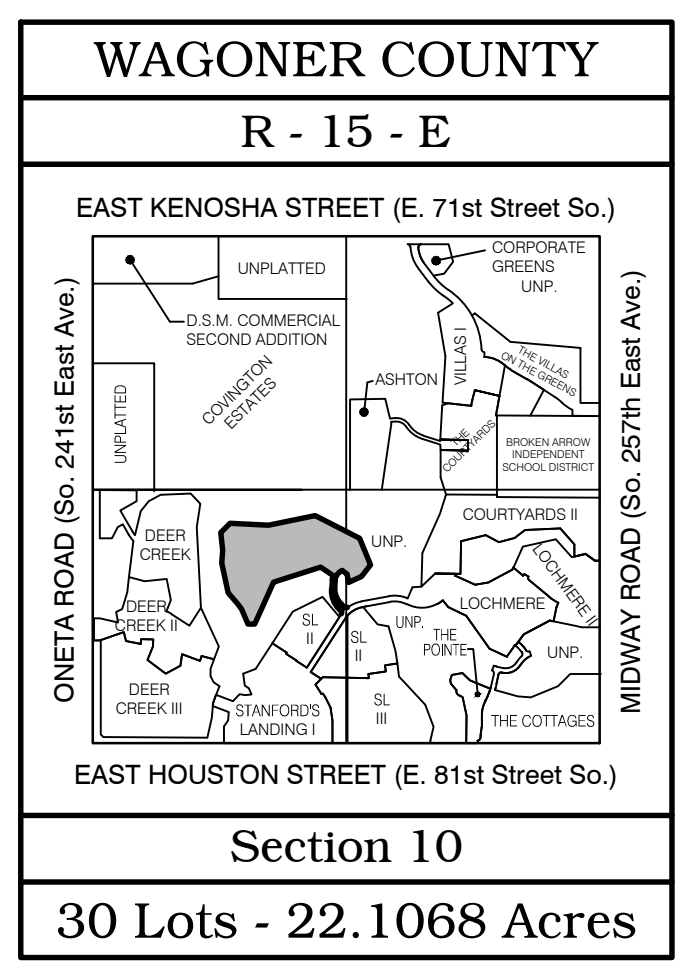 WAGONER COUNTY
R - 15 - E
EAST KENOSHA STREET (E. 71st Street So.)
ONETA ROAD (So. 241st East Ave.)
MIDWAY ROAD (So. 257th East Ave.)
UNPLATTED
CORPORATE
GREENS
UNP.
D.S.M. COMMERCIAL
SECOND ADDITION
COVINGTON
ESTATES
UNPLATTED
ASHTON
VILLAS I
THE VILLAS
ON THE GREENS
THE
COURTYARDS
BROKEN ARROW
INDEPENDENT
SCHOOL DISTRICT
DEER
CREEK
UNP.
COURTYARDS II
LOCHMERE II
LOCHMERE
DEER
CREEK II
SL
II
SL
II
UNP.
THE
POINTE
UNP.
DEER
CREEK III
STANFORD'S
LANDING I
SL
III
THE COTTAGES
EAST HOUSTON STREET (E. 81st Street So.)
Section 10
30 Lots - 22.1068 Acres